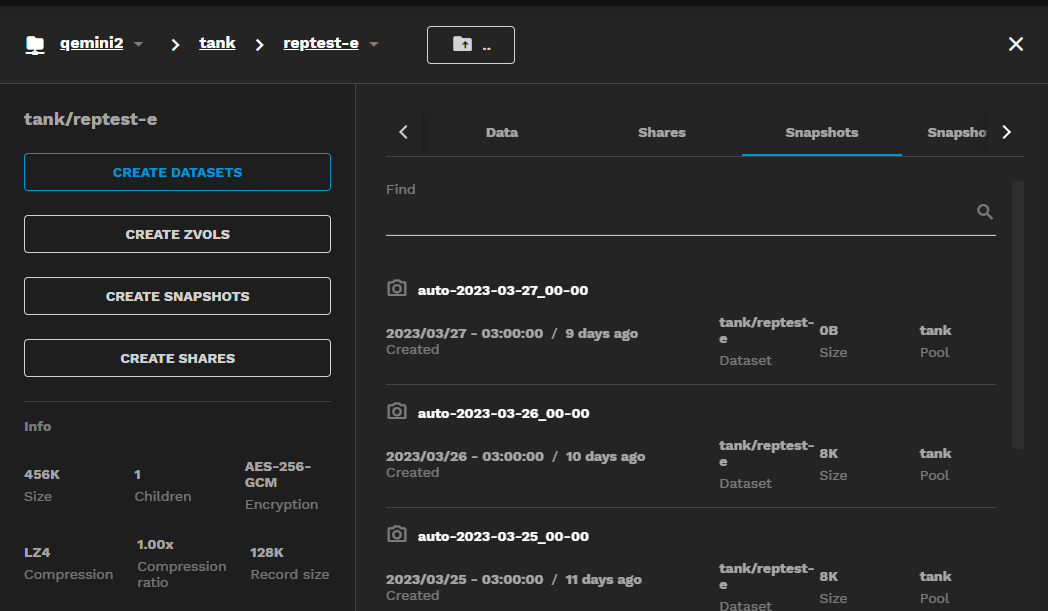 qemini2
tank
reptest-e
..
tank/reptest-e
CREATE DATASETS
CREATE ZVOLS
CREATE SNAPSHOTS
CREATE SHARES
Info
456K
Size
1
Children
AES-256-
GCM
Encryption
LZ4
Compression
1.00x
Compression
ratio
128K
Record size
Data
Shares
Snapshots
Snapsho
Find
auto-2023-03-27_00-00
2023/03/27 - 03:00:00 / 9 days ago
Created
tank/reptest-
e
Dataset
0B
Size
tank
Pool
auto-2023-03-26_00-00
2023/03/26 - 03:00:00 / 10 days ago
Created
tank/reptest-
e
Dataset
8K
Size
tank
Pool
auto-2023-03-25_00-00
2023/03/25 - 03:00:00 / 11 days ago
Created
tank/reptest-
e
Dataset
8K
Size
tank
Pool